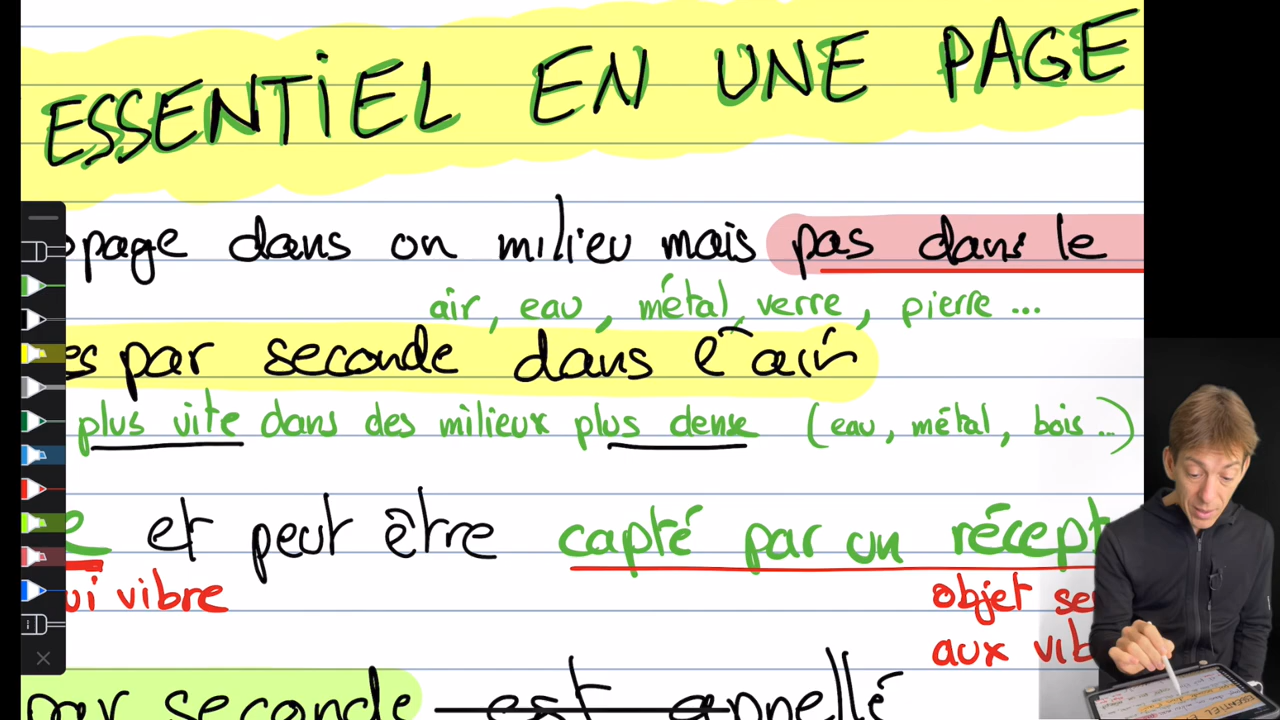 ESSENTIEL EN UNE PAGE
opage dans un milieu mais pas dans le
air, eau, métal, verre, pierre ...
es par seconde dans l'air
plus vite dans des milieux plus dense (eau, métal, bois ...)
e et peut être capté par un récept
ui vibre
objet se
aux vib
par seconde est appellé